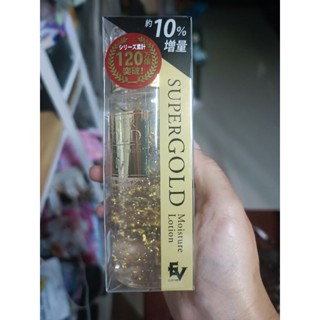 約10%
増量
シリーズ累計
120万個
突破!
SUPERGOLD
Moisture
Lotion
EV